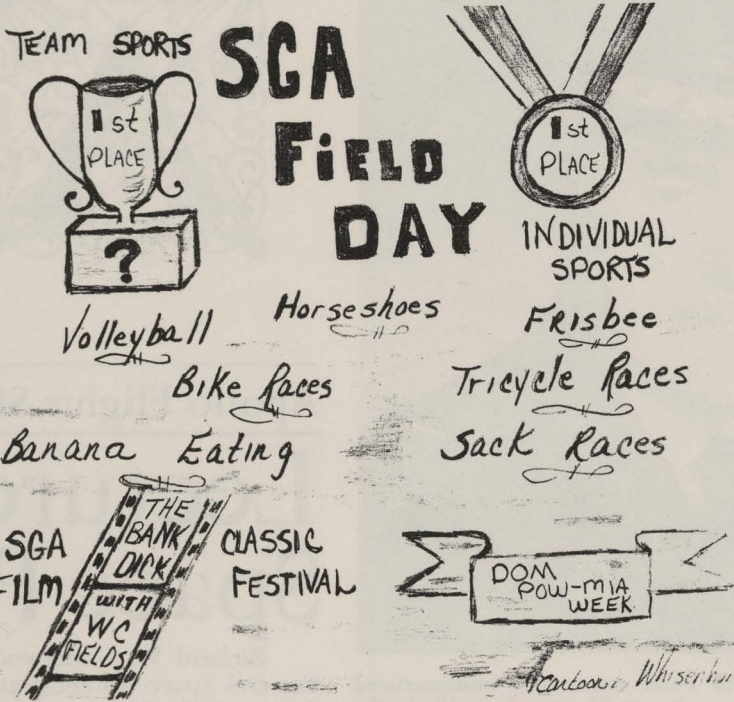 TEAM SPORTS
1st
PLACE
?
SGA
FiELD
DAY
1st
PLACE
INDIVIDUAL
SPORTS
Volleyball
Horseshoes
FRisbee
BiKe Races
Tricycle Races
Banana Eating
Sack Races
SGA
FILM
THE
BANK
DICK
WITH
WC
FIELDS
CLASSIC
FESTIVAL
DOM
POW-MIA
WEEK
Cartoon